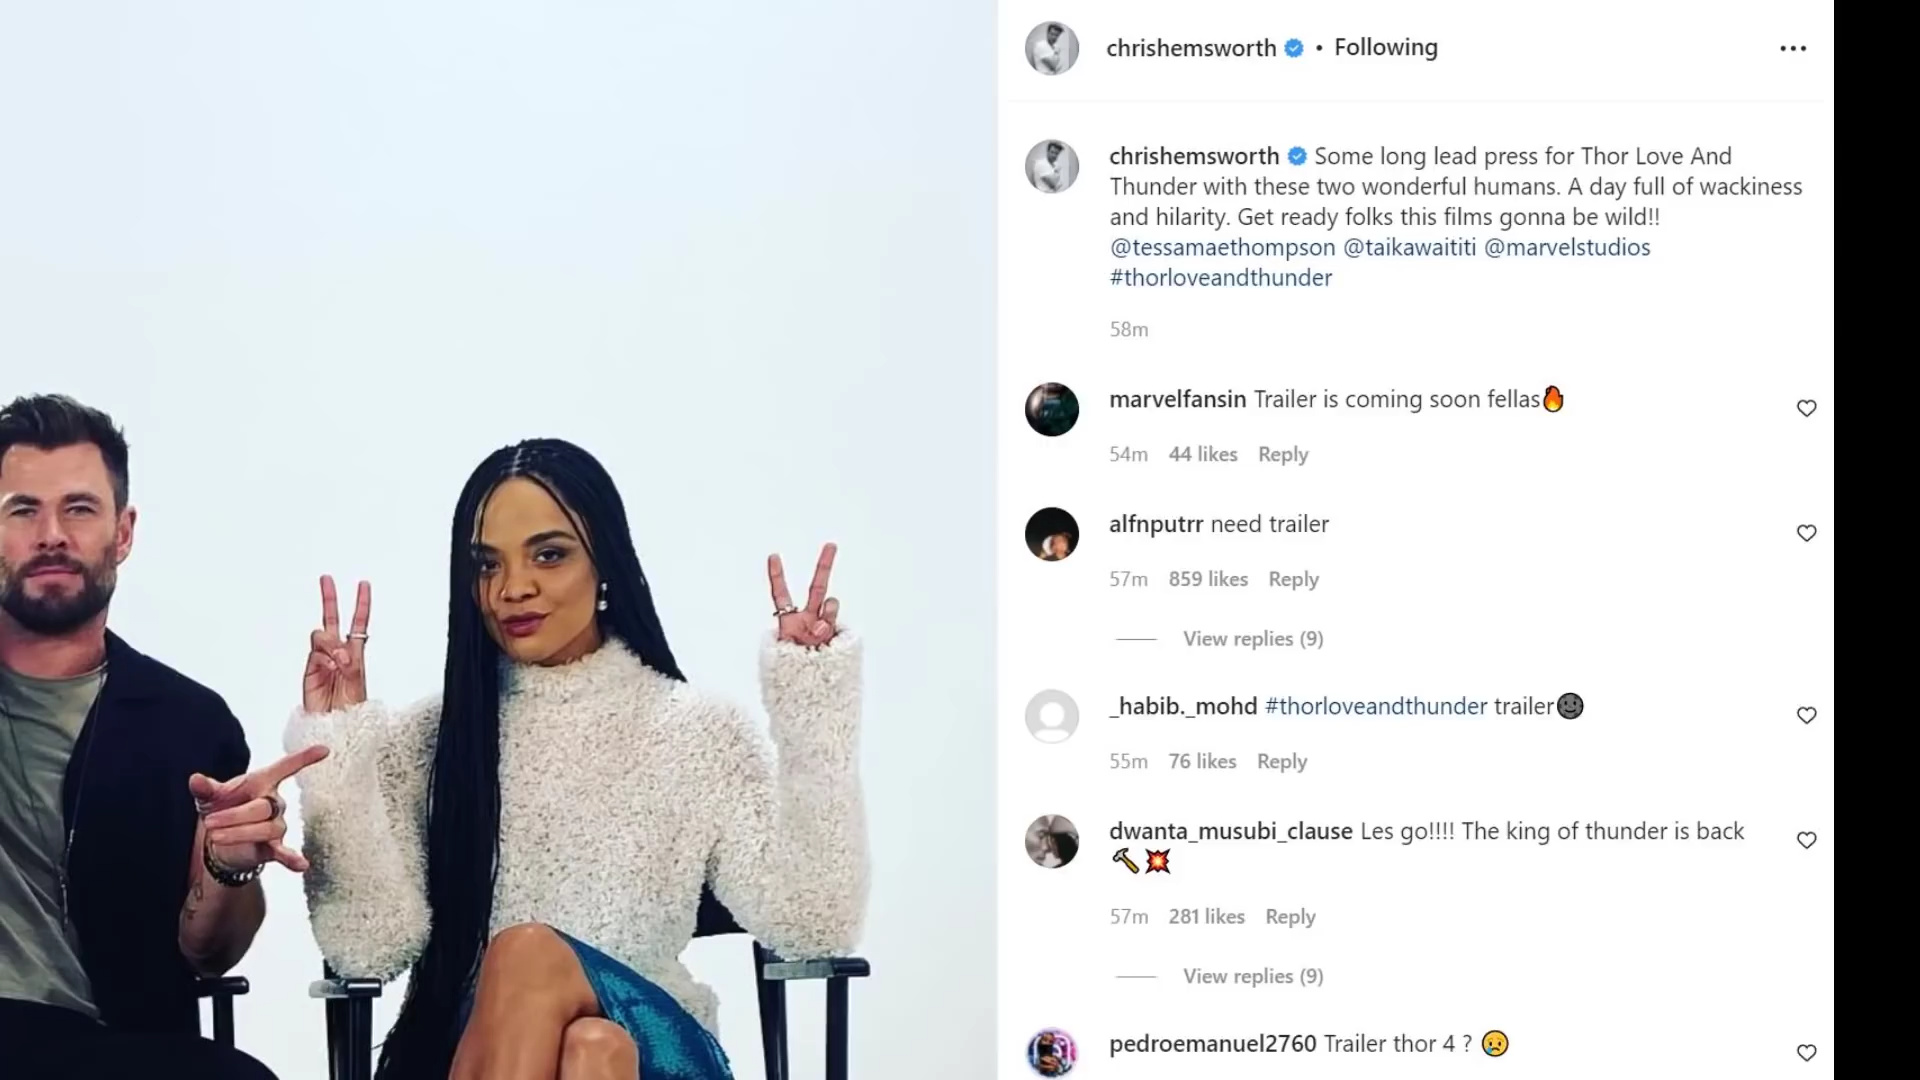 chrishemsworth • Following
chrishemsworth Some long lead press for Thor Love And
Thunder with these two wonderful humans. A day full of wackiness
and hilarity. Get ready folks this films gonna be wild!!
@tessamaethompson @taikawaititi @marvelstudios
#thorloveandthunder
58m
marvelfansin Trailer is coming soon fellas🔥
54m 44 likes Reply
alfnputrr need trailer
57m 859 likes Reply
View replies (9)
_habib._mohd #thorloveandthunder trailer🌚
55m 76 likes Reply
dwanta_musubi_clause Les go!!!! The king of thunder is back
🔨💥
57m 281 likes Reply
View replies (9)
pedroemanuel2760 Trailer thor 4 ? 😢